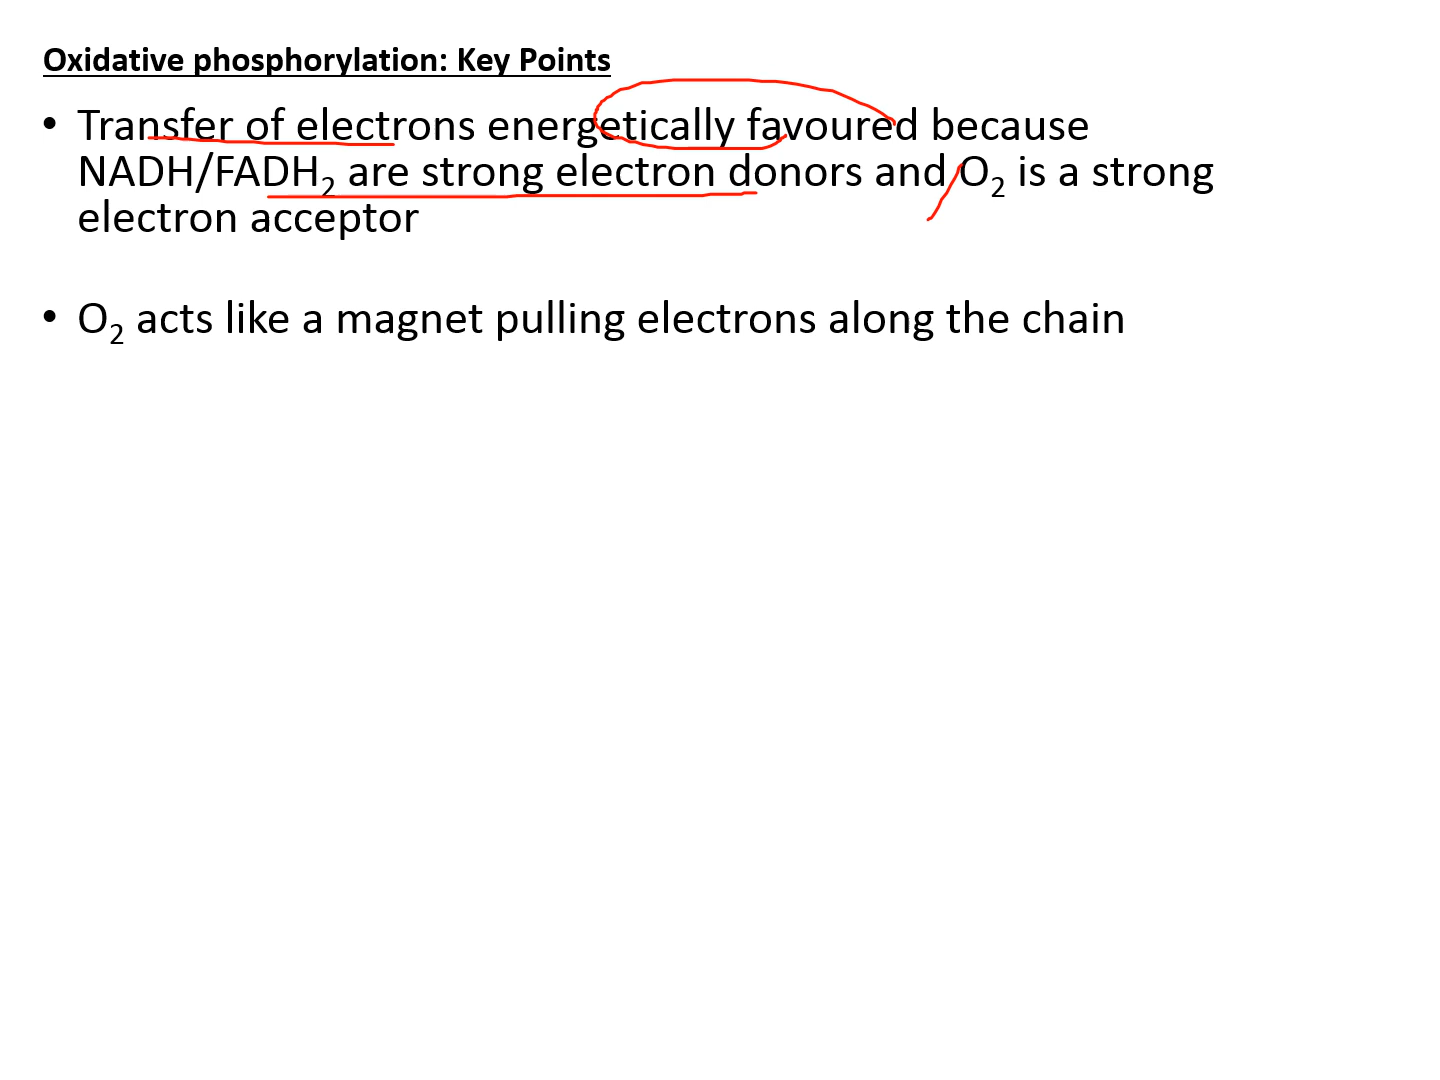 Oxidative phosphorylation: Key Points
• Transfer of electrons energetically favoured because
NADH/FADH₂ are strong electron donors and O₂ is a strong
electron acceptor
• O₂ acts like a magnet pulling electrons along the chain